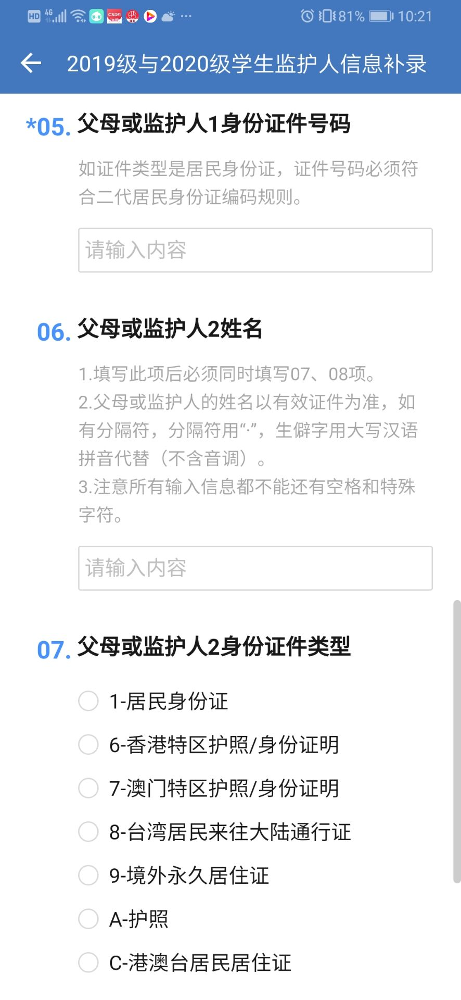 HD 4G CSDN 81% 10:21
2019级与2020级学生监护人信息补录
*05. 父母或监护人1身份证件号码
如证件类型是居民身份证，证件号码必须符
合二代居民身份证编码规则。
请输入内容
06. 父母或监护人2姓名
1.填写此项后必须同时填写07、08项。
2.父母或监护人的姓名以有效证件为准，如
有分隔符，分隔符用“·”，生僻字用大写汉语
拼音代替（不含音调）。
3.注意所有输入信息都不能还有空格和特殊
字符。
请输入内容
07. 父母或监护人2身份证件类型
1-居民身份证
6-香港特区护照/身份证明
7-澳门特区护照/身份证明
8-台湾居民来往大陆通行证
9-境外永久居住证
A-护照
C-港澳台居民居住证